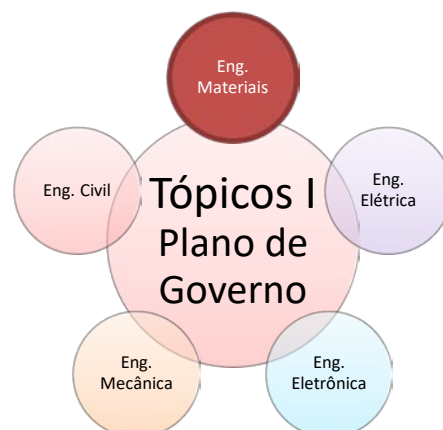 Eng.
Materiais
Eng. Civil
Eng.
Elétrica
Tópicos I
Plano de
Governo
Eng.
Mecânica
Eng.
Eletrônica